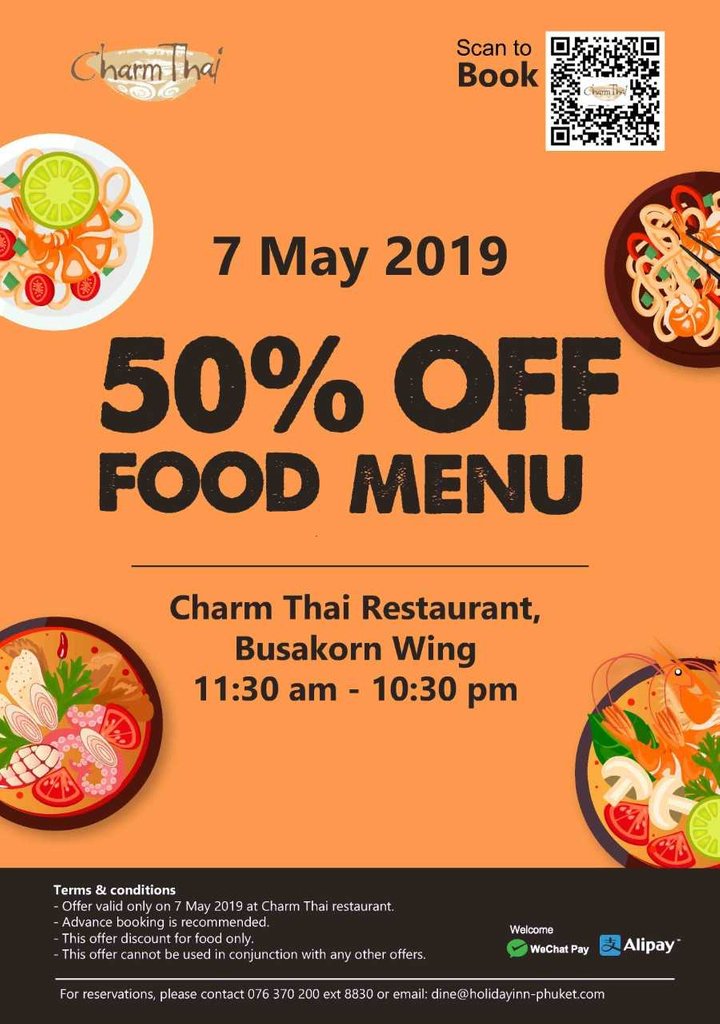 Charm Thai
Scan to
Book
Charm Thai
7 May 2019
50% OFF
FOOD MENU
Charm Thai Restaurant,
Busakorn Wing
11:30 am - 10:30 pm
Terms & conditions
- Offer valid only on 7 May 2019 at Charm Thai restaurant.
- Advance booking is recommended.
- This offer discount for food only.
- This offer cannot be used in conjunction with any other offers.
Welcome
WeChat Pay
支 Alipay
For reservations, please contact 076 370 200 ext 8830 or email: dine@holidayinn-phuket.com